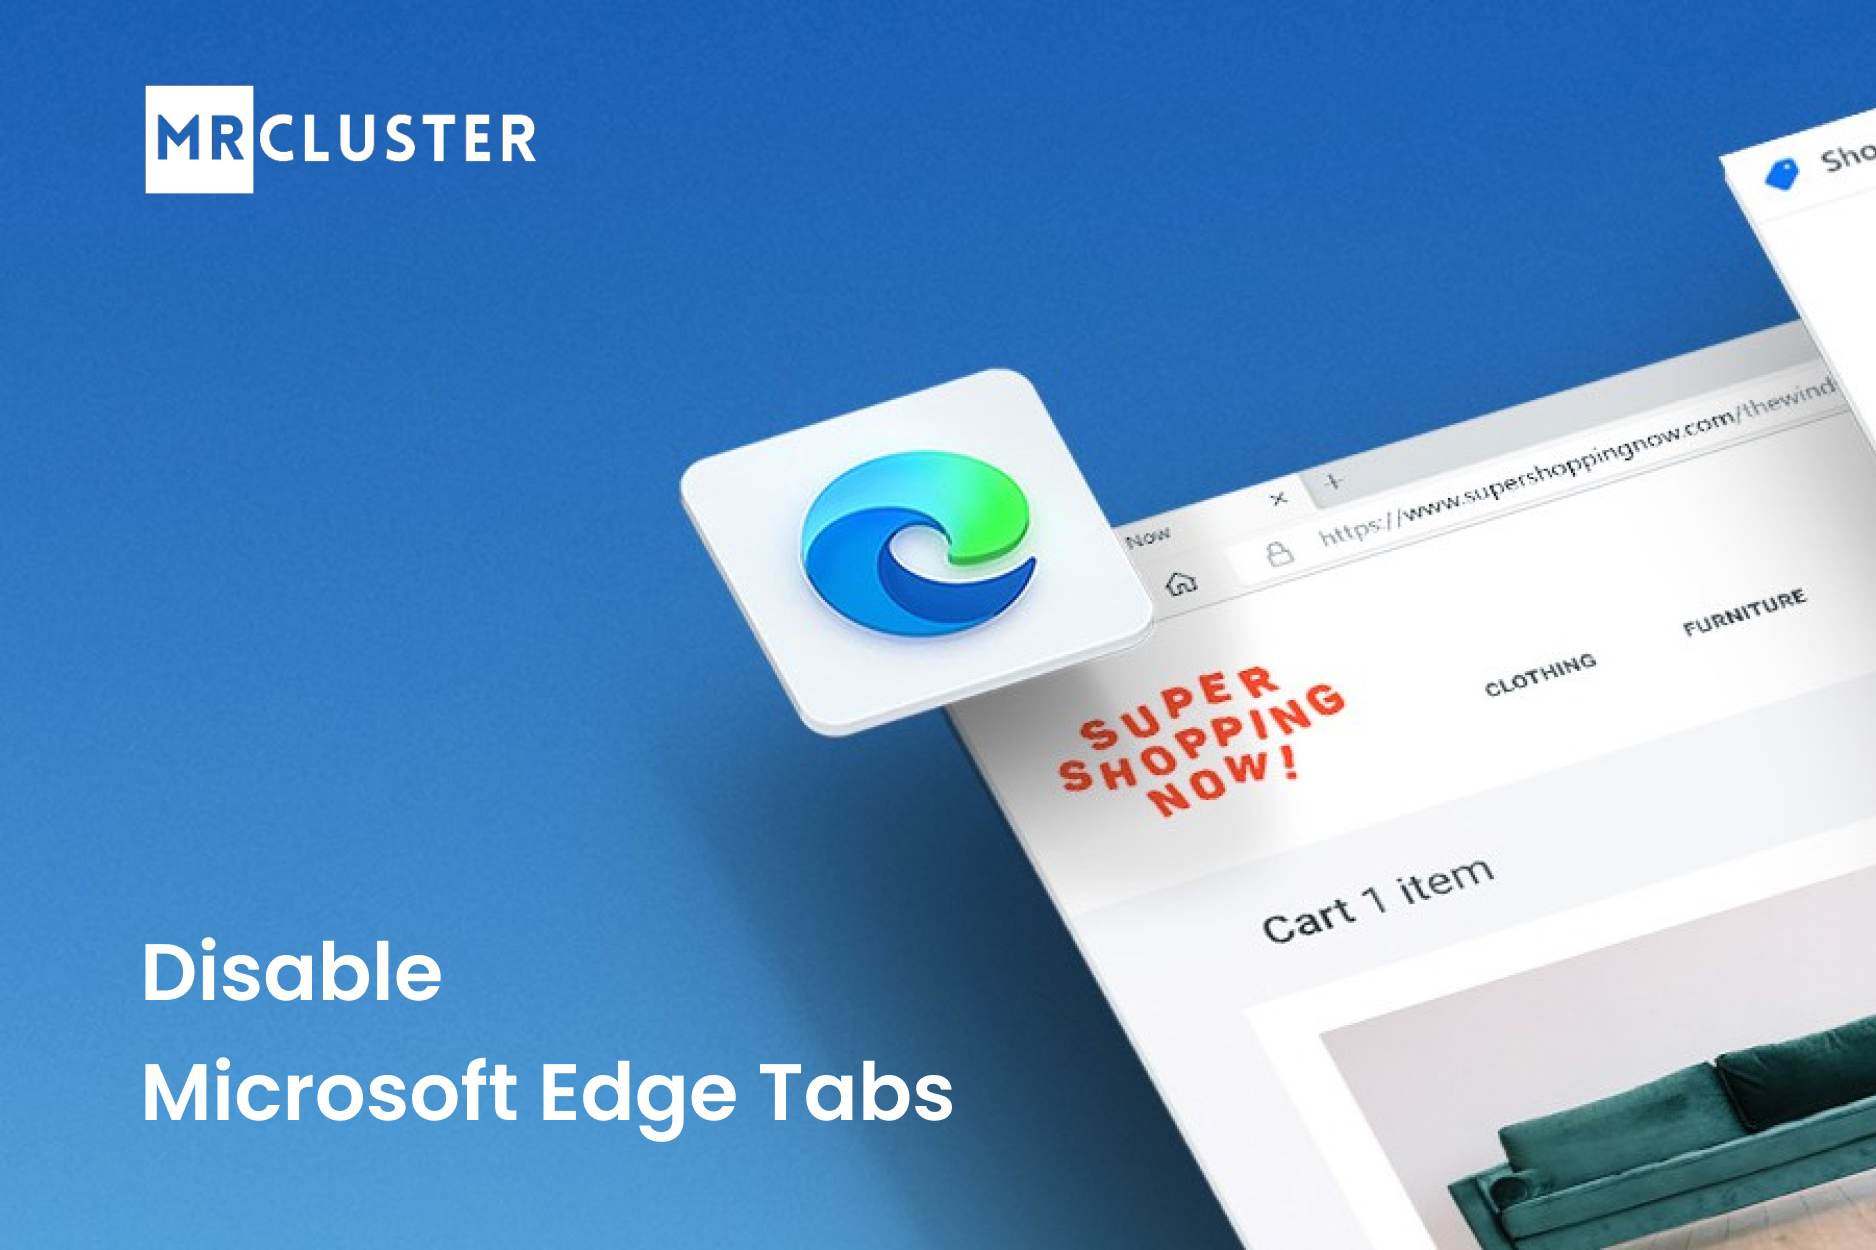 MRCLUSTER
Sho
Now
https://www.supershoppingnow.com/thewind
FURNITURE
CLOTHING
SUPER
SHOPPING
NOW!
Cart 1 item
Disable
Microsoft Edge Tabs